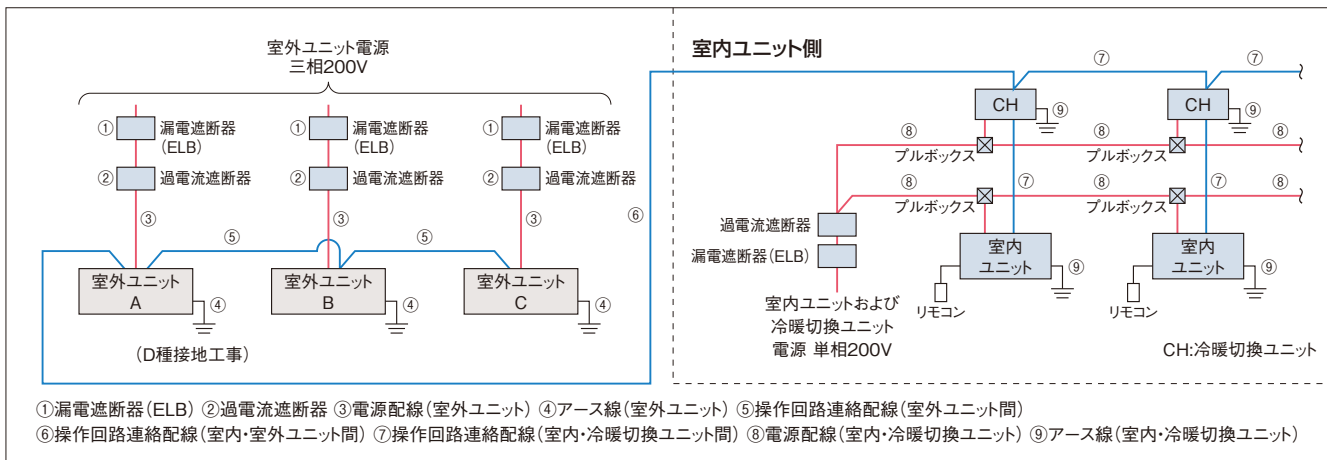 室外ユニット電源
三相200V
室内ユニット側
① 漏電遮断器
(ELB)
① 漏電遮断器
(ELB)
① 漏電遮断器
(ELB)
② 過電流遮断器
② 過電流遮断器
② 過電流遮断器
③
③
③
⑤
⑤
⑥
室外ユニット
A
④
室外ユニット
B
④
室外ユニット
C
④
(D種接地工事)
⑦
⑦
CH
⑨
CH
⑨
⑧
プルボックス
⑧
プルボックス
⑧
⑧
プルボックス
⑦
⑧
プルボックス
⑦
⑧
過電流遮断器
漏電遮断器(ELB)
室内
ユニット
⑨
室内
ユニット
⑨
リモコン
リモコン
室内ユニットおよび
冷暖切換ユニット
電源 単相200V
CH:冷暖切換ユニット
①漏電遮断器(ELB) ②過電流遮断器 ③電源配線(室外ユニット) ④アース線(室外ユニット) ⑤操作回路連絡配線(室外ユニット間)
⑥操作回路連絡配線(室内・室外ユニット間) ⑦操作回路連絡配線(室内・冷暖切換ユニット間) ⑧電源配線(室内・冷暖切換ユニット) ⑨アース線(室内・冷暖切換ユニット)